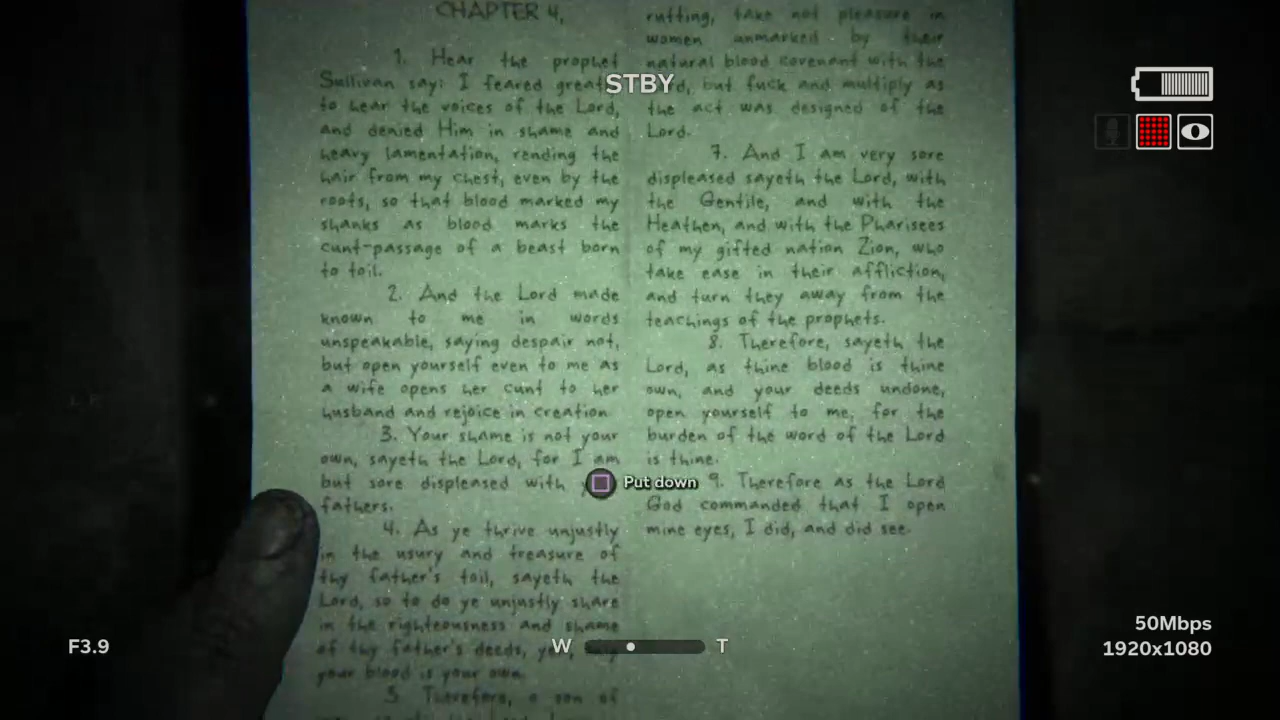 CHAPTER 4,
1. Hear the prophet
Sullivan say: I feared great
to hear the voices of the Lord,
and denied Him in shame and
heavy lamentation, rending the
hair from my chest, even by the
roots, so that blood marked my
shanks as blood marks the
cunt-passage of a beast born
to toil.
2. And the Lord made
known to me in words
unspeakable, saying despair not,
but open yourself even to me as
a wife opens her cunt to her
husband and rejoice in creation
3. Your shame is not your
own, sayeth the Lord, for I am
but sore displeased with
fathers.
4. As ye thrive unjustly
in the usury and treasure of
thy father's toil, sayeth the
Lord, so to do ye unjustly share
in the righteousness and shame
of thy father's deeds,
your blood is your own.
5. Therefore, a son of
rutting, take not pleasure in
women unmarked by their
natural blood covenant with the
but fuck and multiply as
the act was designed of the
Lord.
7. And I am very sore
displeased sayeth the Lord, with
the Gentile, and with the
Heathen, and with the Pharisees
of my gifted nation Zion, who
take ease in their affliction,
and turn they away from the
teachings of the prophets.
8. Therefore, sayeth the
Lord, as thine blood is thine
own, and your deeds undone,
open yourself to me, for the
burden of the word of the Lord
is thine.
9. Therefore as the Lord
God commanded that I open
mine eyes, I did, and did see.
STBY
Put down
F3.9
W T
50Mbps
1920x1080